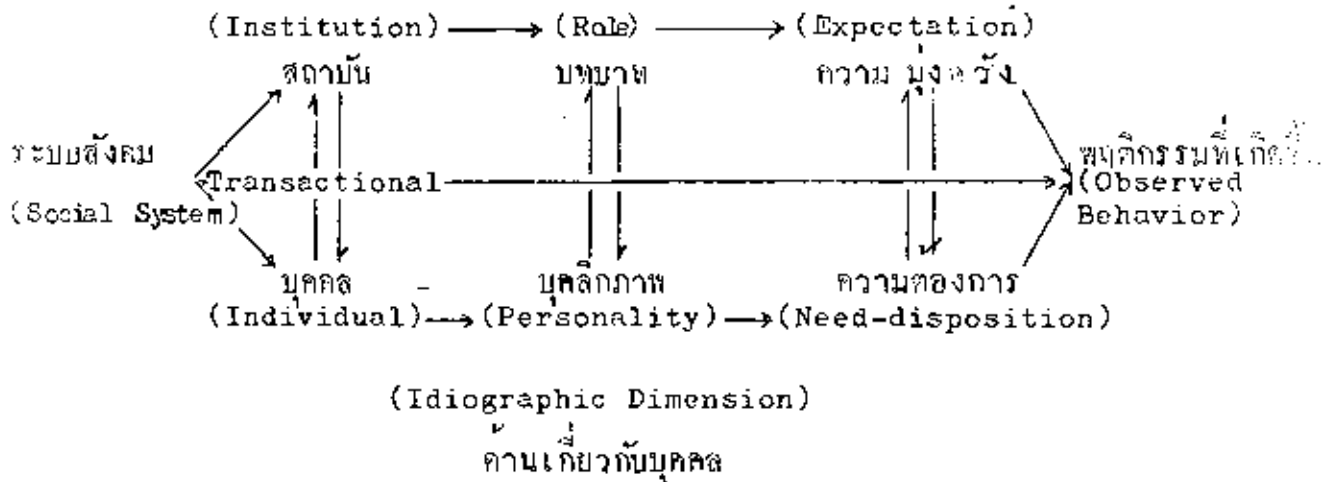 (Institution) (Role) (Expectation)
สถาบัน บทบาท ความมุ่งหวัง
ระบบสังคม พฤติกรรมที่เกิดขึ้น
Transactional (Observed
(Social System) Behavior)
บุคคล บุคลิกภาพ ความตองการ
(Individual) (Personality) (Need-disposition)
(Idiographic Dimension)
ด้านเกี่ยวกับบุคคล